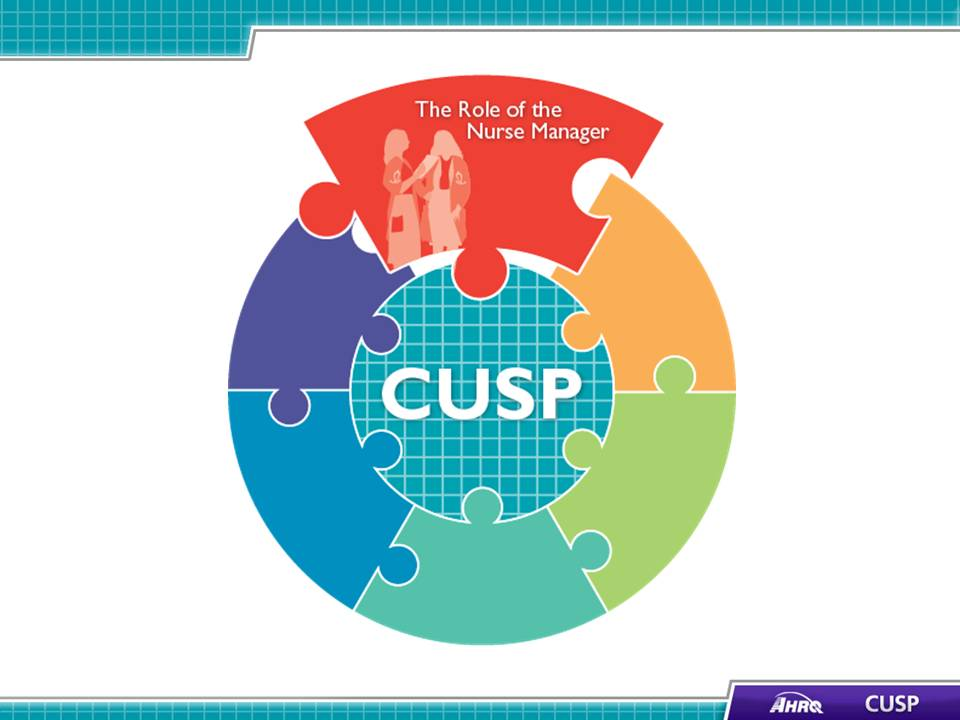 The Role of the
Nurse Manager
CUSP
AHRQ
CUSP